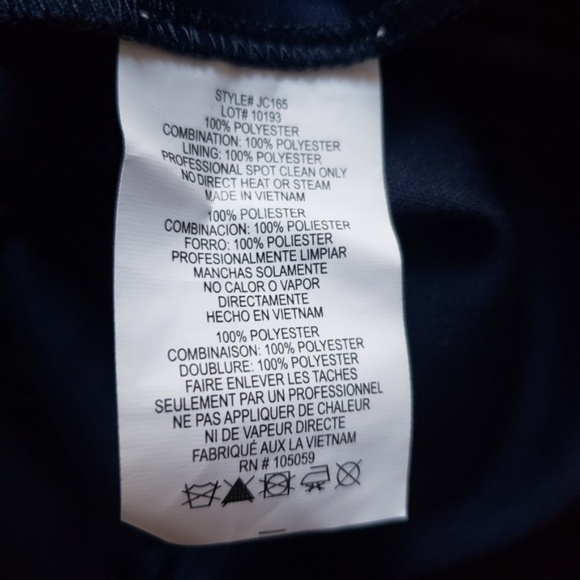 STYLE# JC165
LOT# 10193
100% POLYESTER
COMBINATION: 100% POLYESTER
LINING: 100% POLYESTER
PROFESSIONAL SPOT CLEAN ONLY
NO DIRECT HEAT OR STEAM
MADE IN VIETNAM
100% POLIESTER
COMBINACION: 100% POLIESTER
FORRO: 100% POLIESTER
PROFESIONALMENTE LIMPIAR
MANCHAS SOLAMENTE
NO CALOR O VAPOR
DIRECTAMENTE
HECHO EN VIETNAM
100% POLYESTER
COMBINAISON: 100% POLYESTER
DOUBLURE: 100% POLYESTER
FAIRE ENLEVER LES TACHES
SEULEMENT PAR UN PROFESSIONNEL
NE PAS APPLIQUER DE CHALEUR
NI DE VAPEUR DIRECTE
FABRIQUÉ AUX LA VIETNAM
RN # 105059